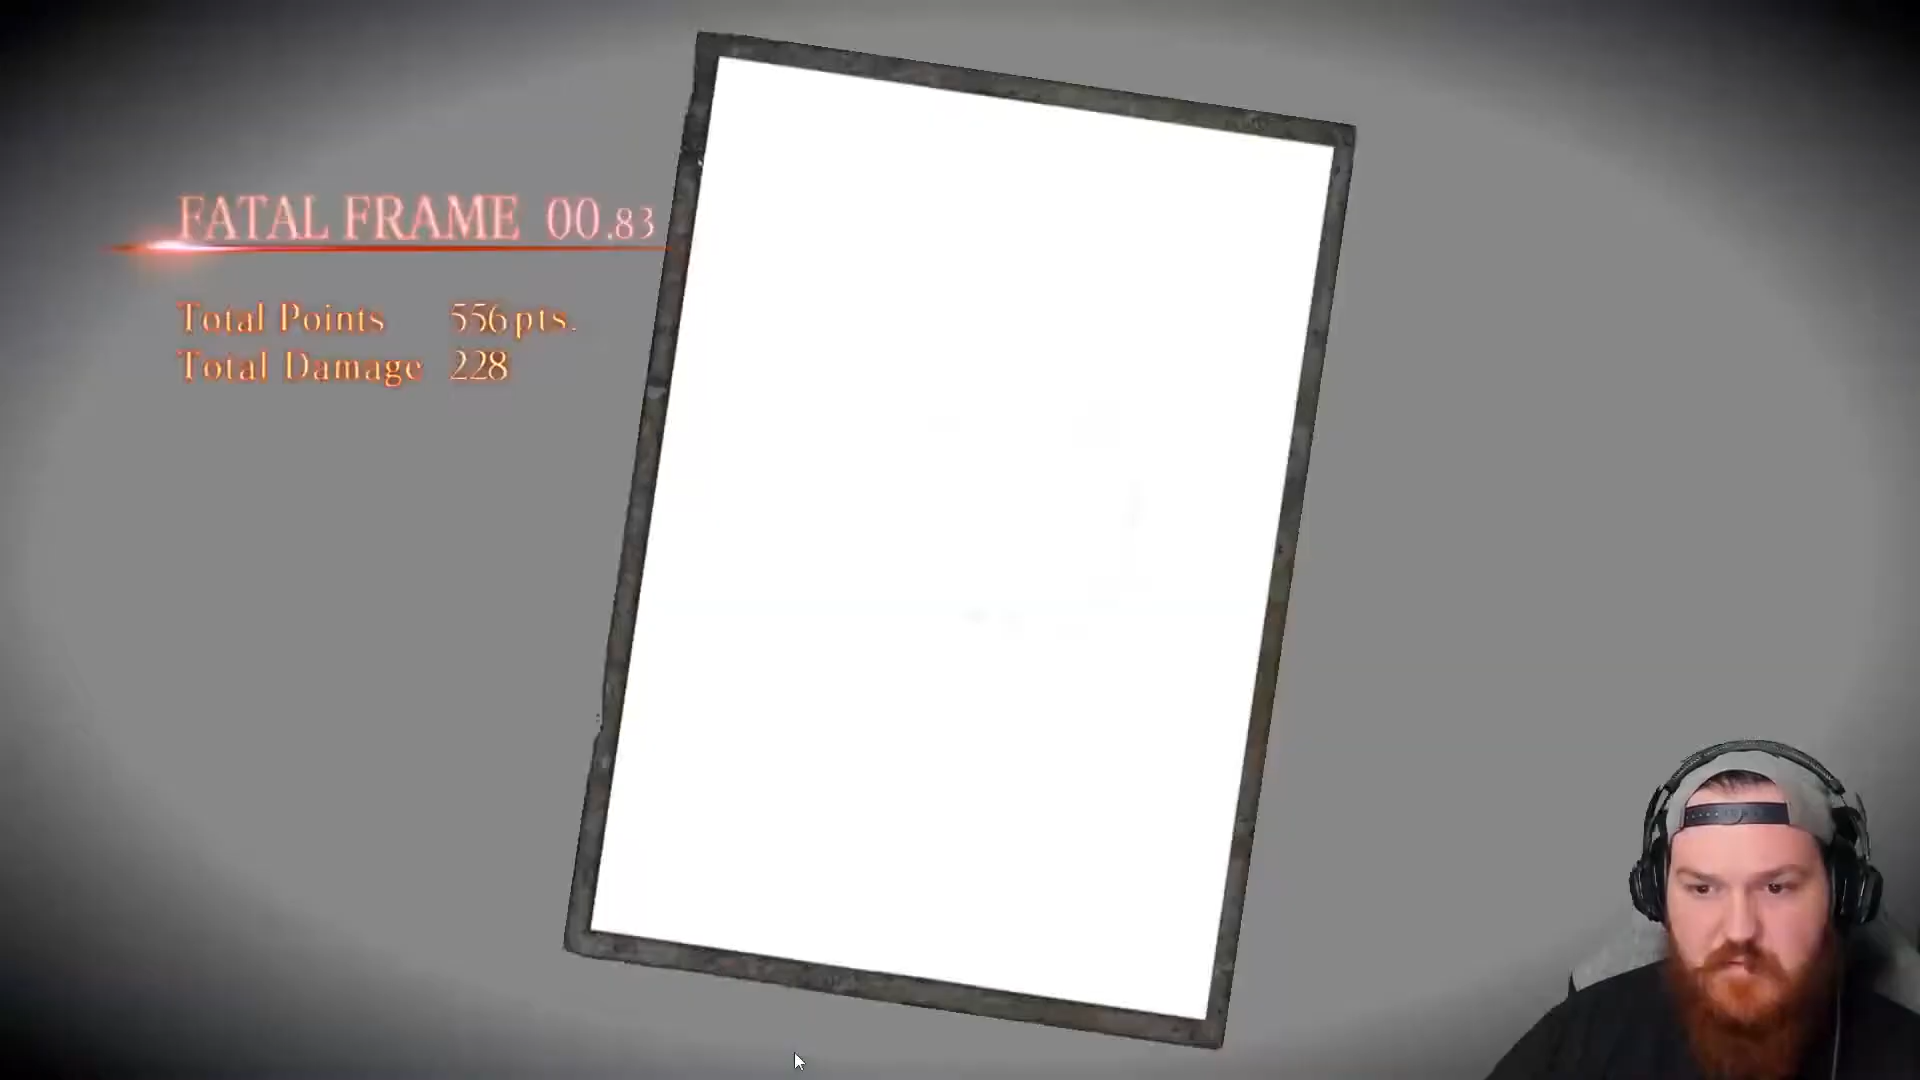 FATAL FRAME 00.83
Total Points 556pts.
Total Damage 228